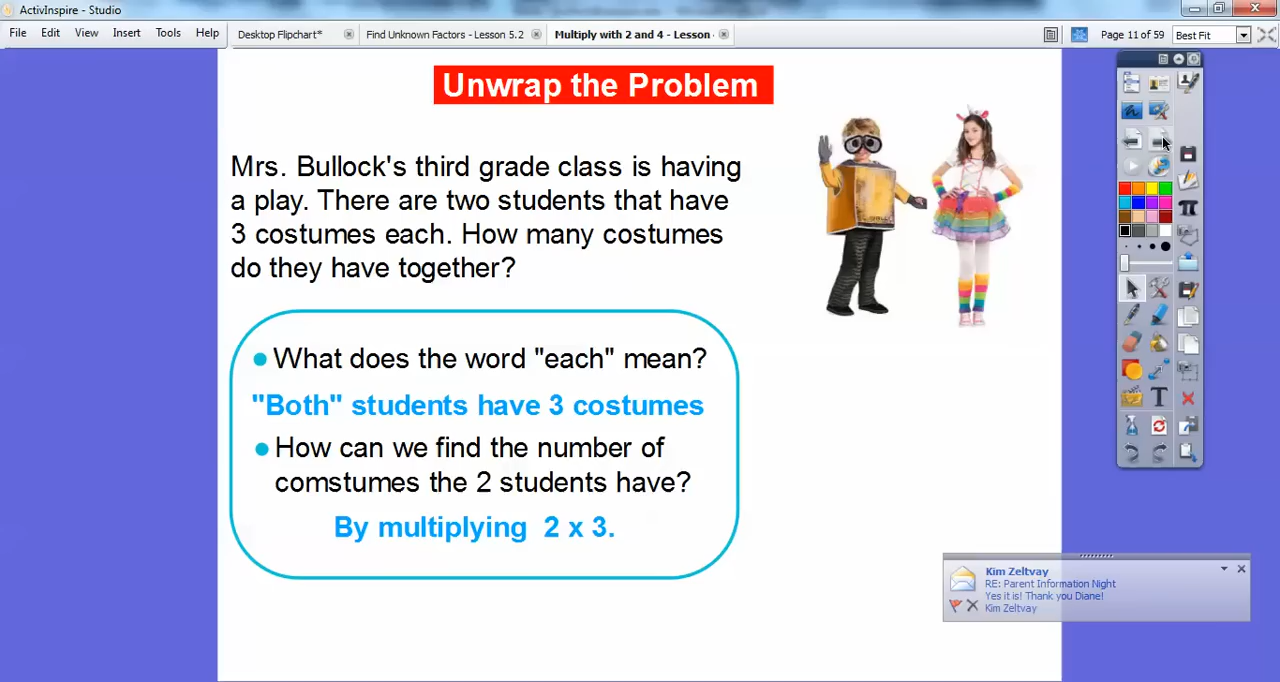 ActivInspire - Studio
File Edit View Insert Tools Help
Desktop Flipchart* Find Unknown Factors - Lesson 5.2 Multiply with 2 and 4 - Lesson
Page 11 of 59 Best Fit
Unwrap the Problem
Mrs. Bullock's third grade class is having
a play. There are two students that have
3 costumes each. How many costumes
do they have together?
What does the word "each" mean?
"Both" students have 3 costumes
How can we find the number of
comstumes the 2 students have?
By multiplying 2 x 3.
Kim Zeltvay
RE: Parent Information Night
Yes it is! Thank you Diane!
Kim Zeltvay